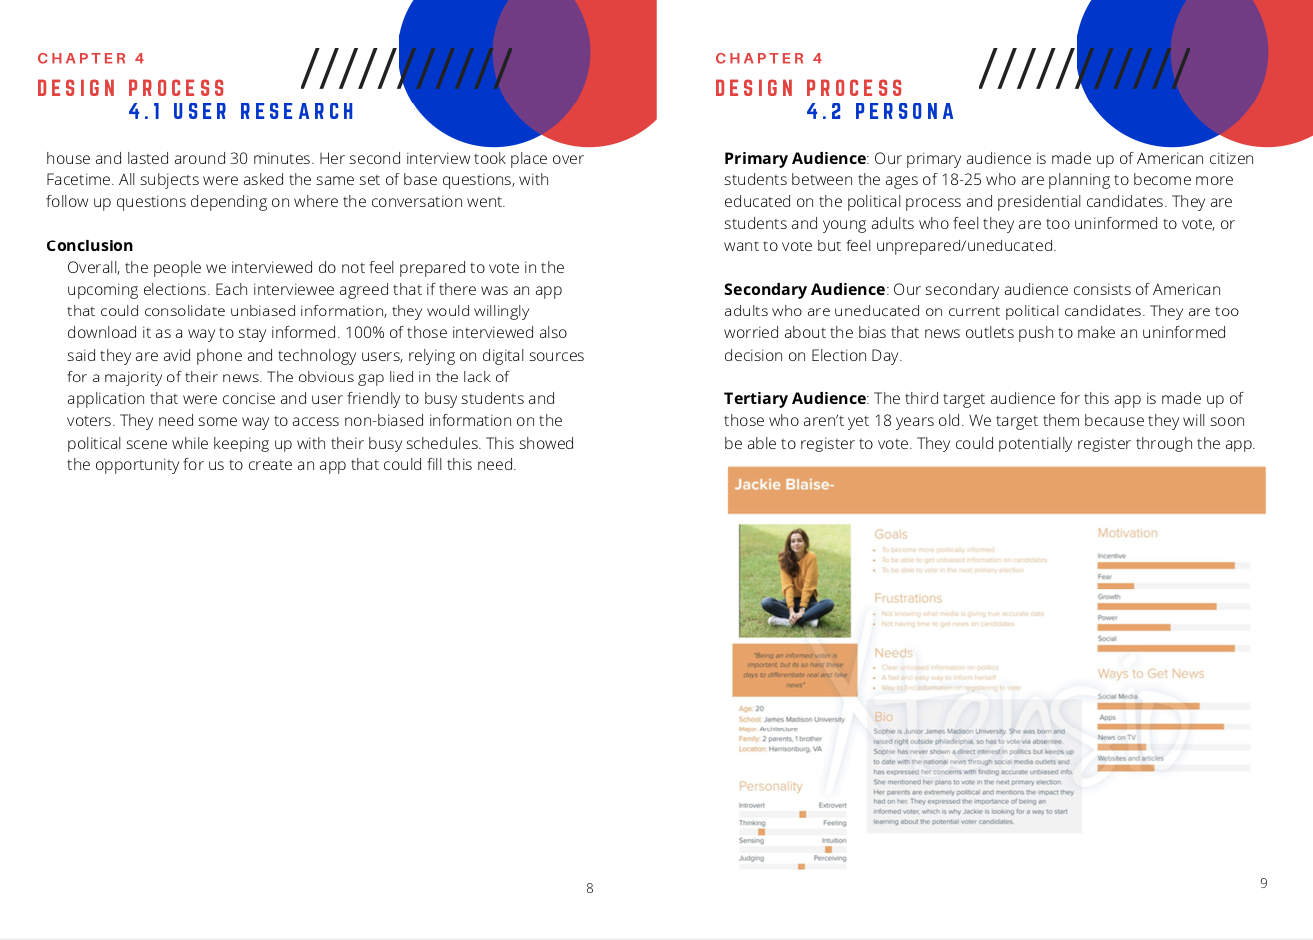 CHAPTER 4
DESIGN PROCESS
4.1 USER RESEARCH
house and lasted around 30 minutes. Her second interview took place over
Facetime. All subjects were asked the same set of base questions, with
follow up questions depending on where the conversation went.
Conclusion
Overall, the people we interviewed do not feel prepared to vote in the
upcoming elections. Each interviewee agreed that if there was an app
that could consolidate unbiased information, they would willingly
download it as a way to stay informed. 100% of those interviewed also
said they are avid phone and technology users, relying on digital sources
for a majority of their news. The obvious gap lied in the lack of
application that were concise and user friendly to busy students and
voters. They need some way to access non-biased information on the
political scene while keeping up with their busy schedules. This showed
the opportunity for us to create an app that could fill this need.
8
CHAPTER 4
DESIGN PROCESS
4.2 PERSONA
Primary Audience: Our primary audience is made up of American citizen
students between the ages of 18-25 who are planning to become more
educated on the political process and presidential candidates. They are
students and young adults who feel they are too uninformed to vote, or
want to vote but feel unprepared/uneducated.
Secondary Audience: Our secondary audience consists of American
adults who are uneducated on current political candidates. They are too
worried about the bias that news outlets push to make an uninformed
decision on Election Day.
Tertiary Audience: The third target audience for this app is made up of
those who aren't yet 18 years old. We target them because they will soon
be able to register to vote. They could potentially register through the app.
Jackie Blaise-
"Being an informed voter is
important, but its so hard these
days to differentiate real and fake
news"
Age: 20
School: James Madison University
Major: Architecture
Family: 2 parents, 1 brother
Location: Harrisonburg, VA
Personality
Introvert Extrovert
Thinking Feeling
Sensing Intuition
Judging Perceiving
Goals
• To become more politically informed
• To be able to get unbiased information on candidates
• To be able to vote in the next primary election
Frustrations
• Not knowing what media is giving true accurate data
• Not having time to get news on candidates
Needs
• Clear unbiased information on politics
• A fast and easy way to inform herself
• Way to find information on registering to vote
Bio
Sophie is Junior James Madison University. She was born and
raised right outside philadelphia, so has to vote via absentee.
Sophie has never shown a direct interest in politics but keeps up
to date with the national news through social media outlets and
has expressed her concerns with finding accurate unbiased info.
She mentioned her plans to vote in the next primary election.
Her parents are extremely political and mentions the impact they
had on her. They expressed the importance of being an
informed voter, which is why Jackie is looking for a way to start
learning about the potential voter candidates.
Motivation
Incentive
Fear
Growth
Power
Social
Ways to Get News
Social Media
Apps
News on TV
Websites and articles
Xtensio
9